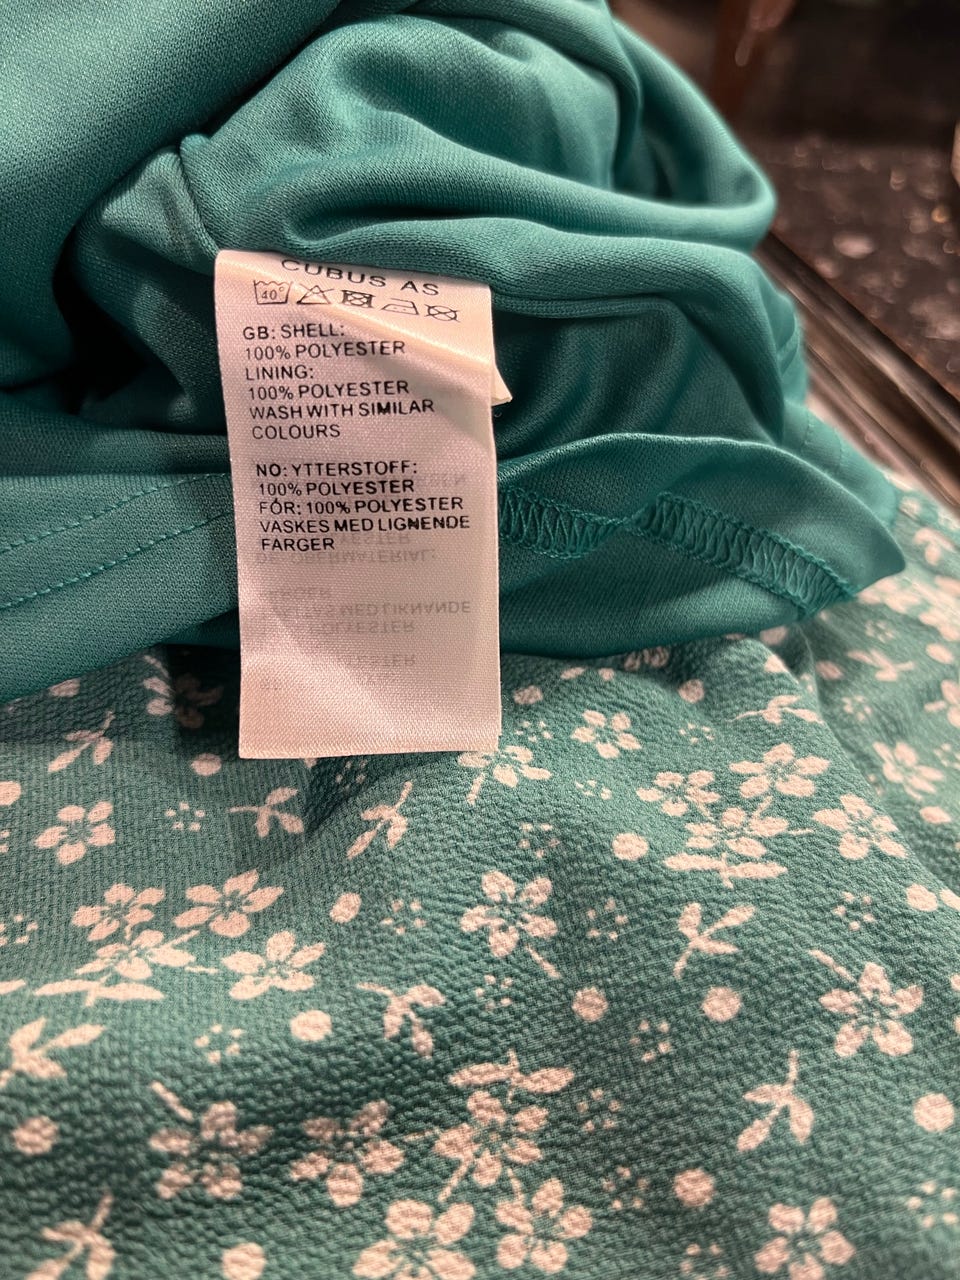 CUBUS AS
40°
GB: SHELL:
100% POLYESTER
LINING:
100% POLYESTER
WASH WITH SIMILAR
COLOURS
NO: YTTERSTOFF:
100% POLYESTER
FÓR: 100% POLYESTER
VASKES MED LIGNENDE
FARGER